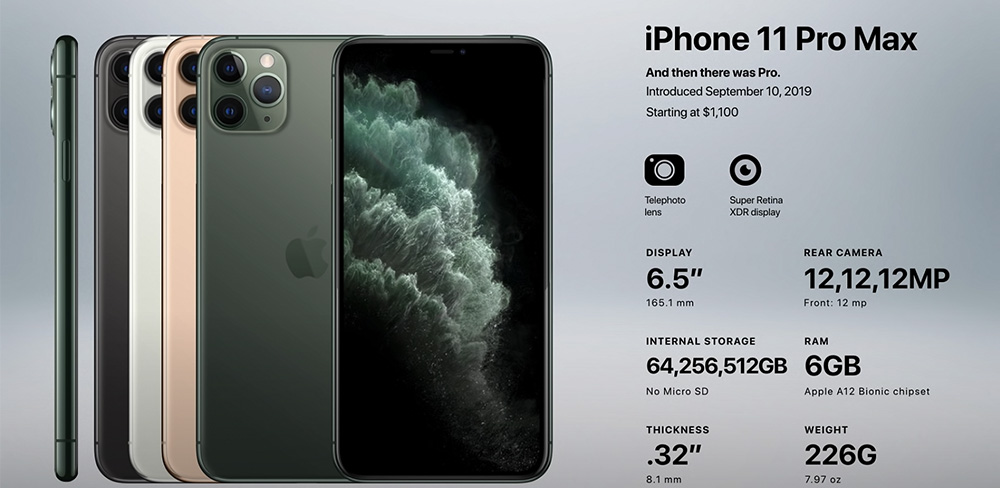 iPhone 11 Pro Max
And then there was Pro.
Introduced September 10, 2019
Starting at $1,100
Telephoto
lens
Super Retina
XDR display
DISPLAY
6.5″
165.1 mm
REAR CAMERA
12,12,12MP
Front: 12 mp
INTERNAL STORAGE
64,256,512GB
No Micro SD
RAM
6GB
Apple A12 Bionic chipset
THICKNESS
.32″
8.1 mm
WEIGHT
226G
7.97 oz